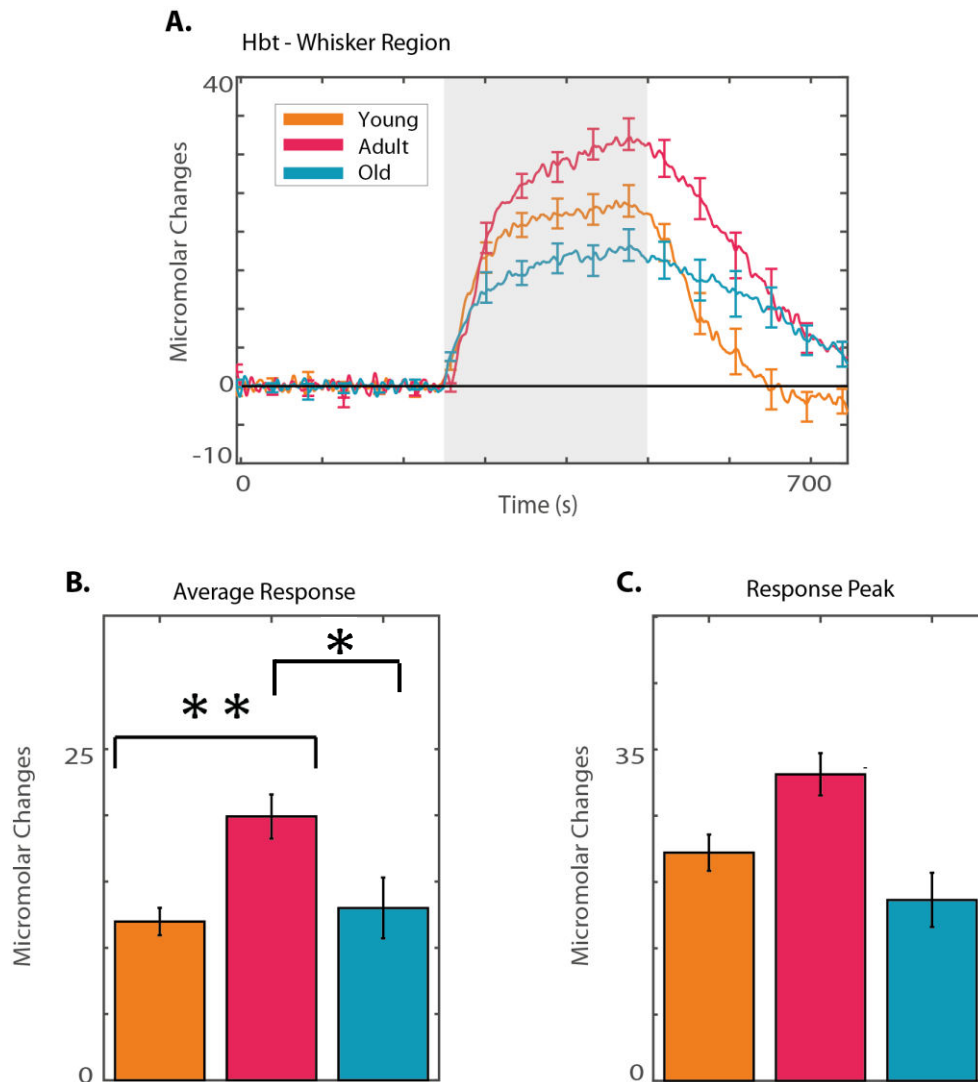 A.
Hbt - Whisker Region
40
Young
Adult
Old
Micromolar Changes
0
-10
0
700
Time (s)
B.
Average Response
*
* *
25
Micromolar Changes
0
C.
Response Peak
35
Micromolar Changes
0